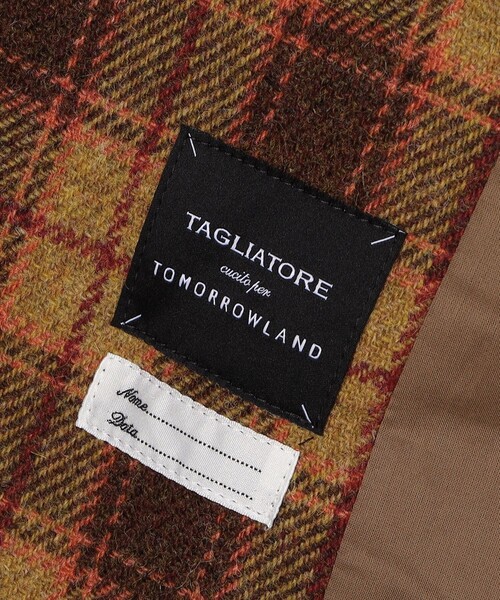 TAGLIATORE
cucito per
TOMORROWLAND
Nome......................
Data......................